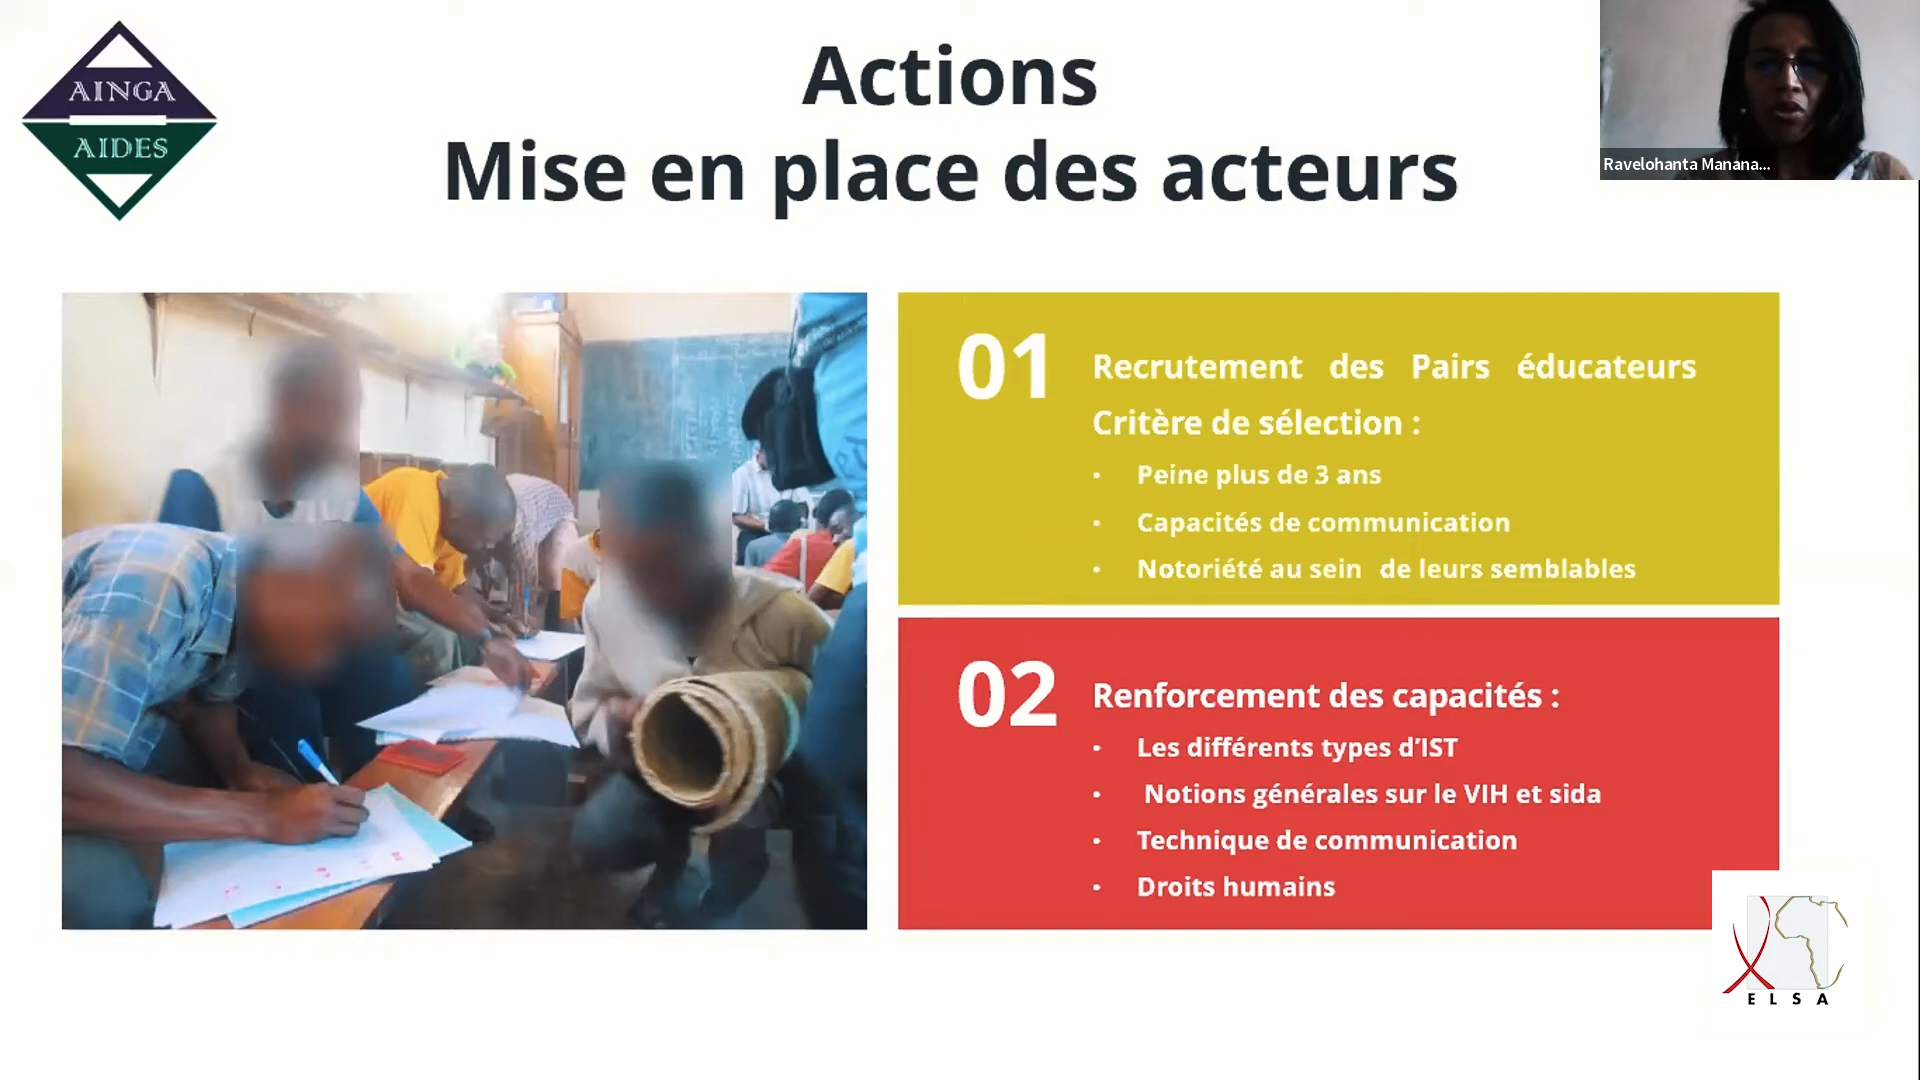 AINGA
AIDES
Actions
Mise en place des acteurs
Ravelohanta Manana...
01
Recrutement des Pairs éducateurs
Critère de sélection :
• Peine plus de 3 ans
• Capacités de communication
• Notoriété au sein de leurs semblables
02
Renforcement des capacités :
• Les différents types d’IST
• Notions générales sur le VIH et sida
• Technique de communication
• Droits humains
ELSA